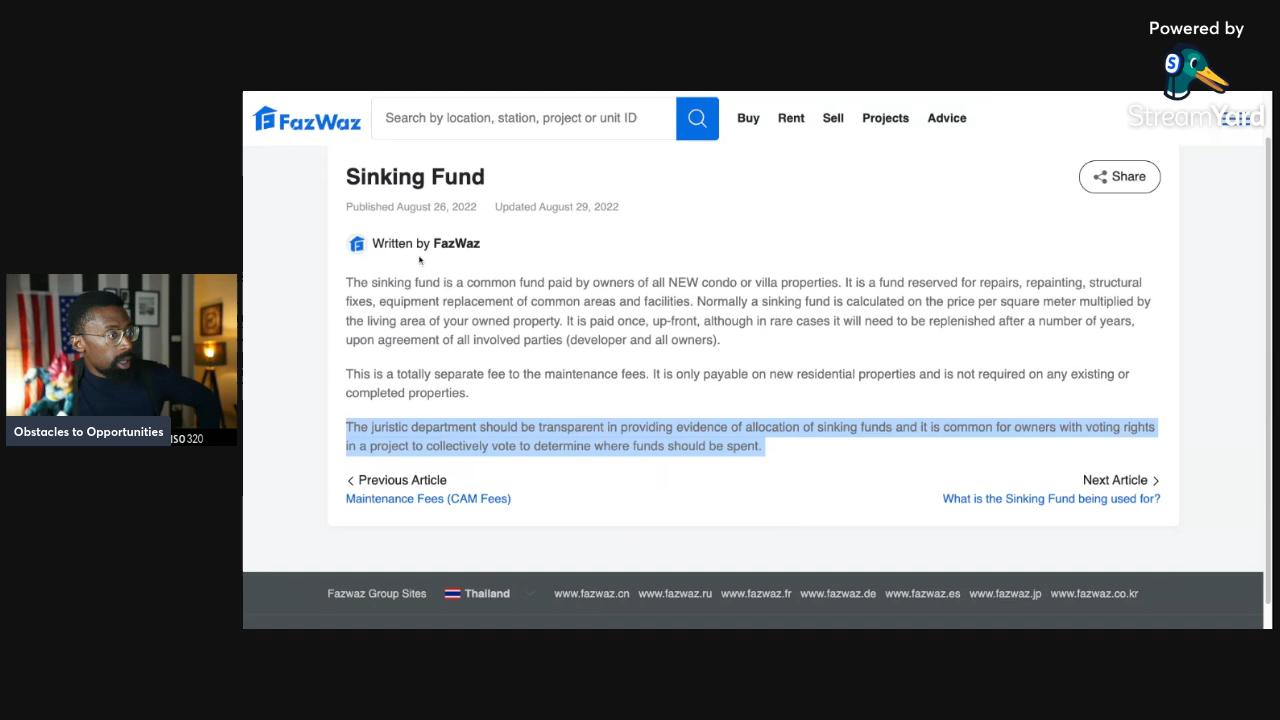 Powered by
S
StreamYard
FazWaz
Search by location, station, project or unit ID
Buy Rent Sell Projects Advice
Sinking Fund
Share
Published August 26, 2022 Updated August 29, 2022
Written by FazWaz
The sinking fund is a common fund paid by owners of all NEW condo or villa properties. It is a fund reserved for repairs, repainting, structural
fixes, equipment replacement of common areas and facilities. Normally a sinking fund is calculated on the price per square meter multiplied by
the living area of your owned property. It is paid once, up-front, although in rare cases it will need to be replenished after a number of years,
upon agreement of all involved parties (developer and all owners).
This is a totally separate fee to the maintenance fees. It is only payable on new residential properties and is not required on any existing or
completed properties.
The juristic department should be transparent in providing evidence of allocation of sinking funds and it is common for owners with voting rights
in a project to collectively vote to determine where funds should be spent.
Previous Article
Next Article
Maintenance Fees (CAM Fees)
What is the Sinking Fund being used for?
Obstacles to Opportunities
ISO 320
Fazwaz Group Sites Thailand www.fazwaz.cn www.fazwaz.ru www.fazwaz.fr www.fazwaz.de www.fazwaz.es www.fazwaz.jp www.fazwaz.co.kr